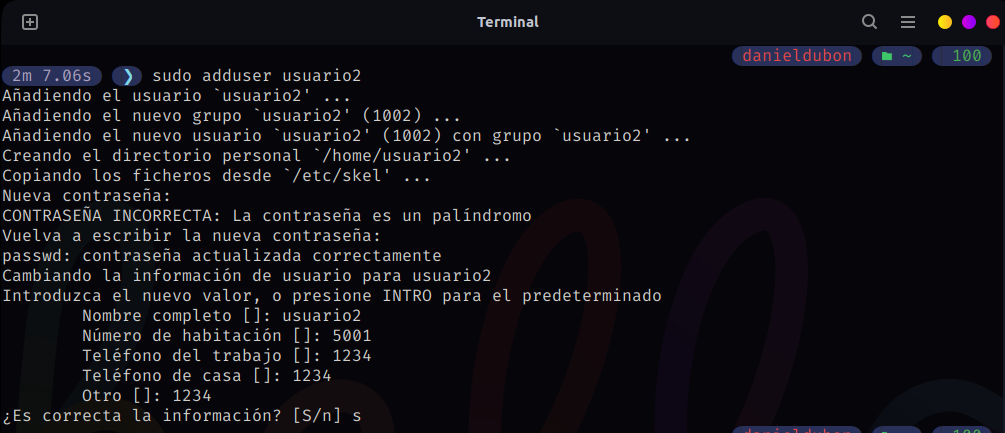 Terminal
danieldubon ~ 100
2m 7.06s ❯ sudo adduser usuario2
Añadiendo el usuario `usuario2' ...
Añadiendo el nuevo grupo `usuario2' (1002) ...
Añadiendo el nuevo usuario `usuario2' (1002) con grupo `usuario2' ...
Creando el directorio personal `/home/usuario2' ...
Copiando los ficheros desde `/etc/skel' ...
Nueva contraseña:
CONTRASEÑA INCORRECTA: La contraseña es un palíndromo
Vuelva a escribir la nueva contraseña:
passwd: contraseña actualizada correctamente
Cambiando la información de usuario para usuario2
Introduzca el nuevo valor, o presione INTRO para el predeterminado
Nombre completo []: usuario2
Número de habitación []: 5001
Teléfono del trabajo []: 1234
Teléfono de casa []: 1234
Otro []: 1234
¿Es correcta la información? [S/n] s
danieldubon ~ 100